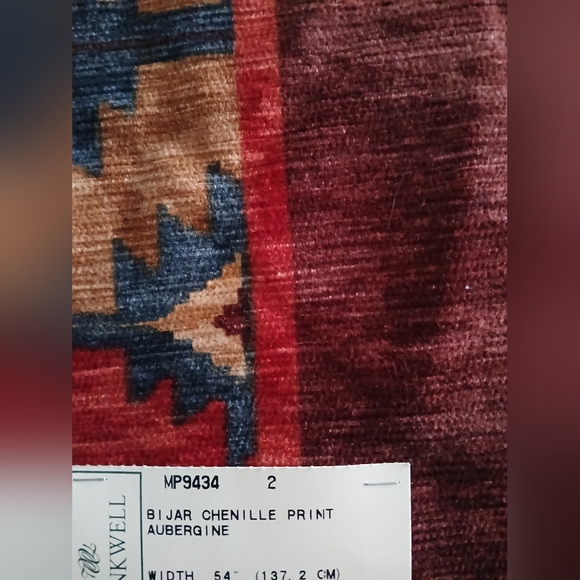 MP9434 2
BIJAR CHENILLE PRINT
AUBERGINE
WIDTH 54" (137.2 CM)
NKWELL